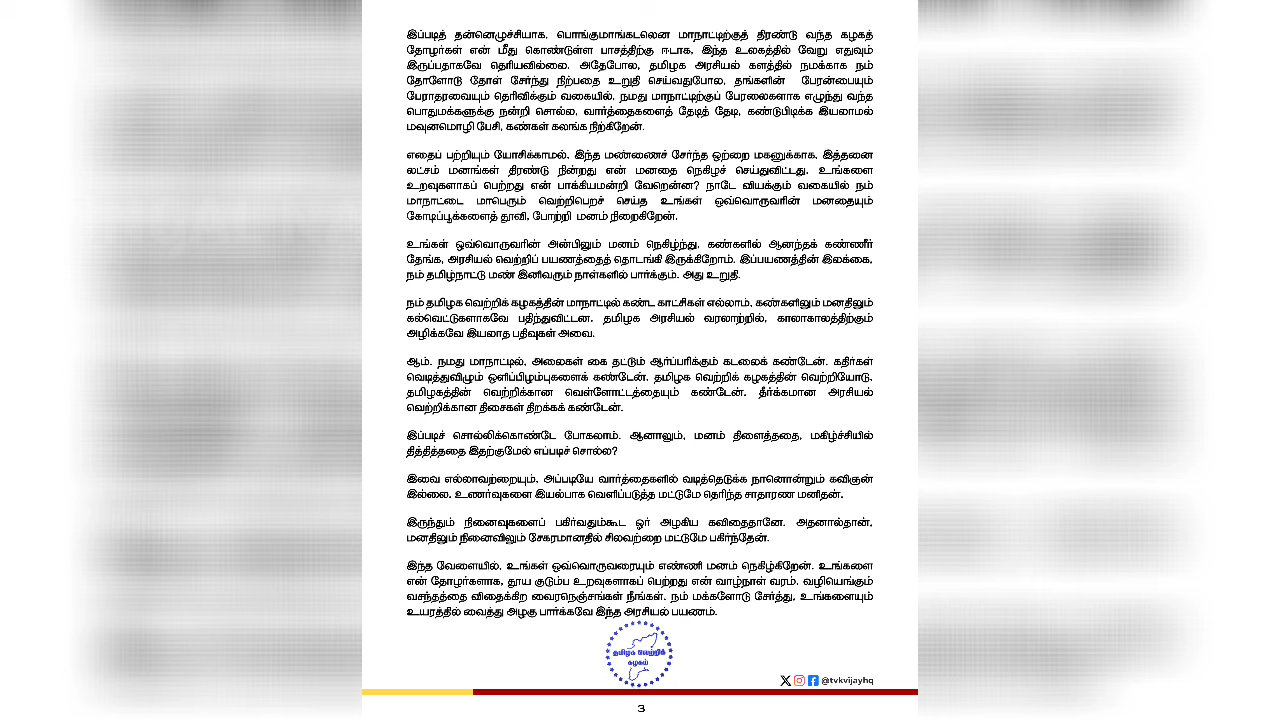 இப்படித் தன்னெழுச்சியாக, பொங்குமாங்கடலென மாநாட்டிற்குத் திரண்டு வந்த கழகத்
தோழர்கள் என் மீது கொண்டுள்ள பாசத்திற்கு ஈடாக, இந்த உலகத்தில் வேறு எதுவும்
இருப்பதாகவே தெரியவில்லை. அதேபோல, தமிழக அரசியல் களத்தில் நமக்காக நம்
தோளோடு தோள் சேர்ந்து நிற்பதை உறுதி செய்வதுபோல, தங்களின் பேரன்பையும்
பேராதரவையும் தெரிவிக்கும் வகையில், நமது மாநாட்டிற்குப் பேரலைகளாக எழுந்து வந்த
பொதுமக்களுக்கு நன்றி சொல்ல, வார்த்தைகளைத் தேடித் தேடி, கண்டுபிடிக்க இயலாமல்
மவுனமொழி பேசி, கண்கள் கலங்க நிற்கிறேன்.
எதைப் பற்றியும் யோசிக்காமல், இந்த மண்ணைச் சேர்ந்த ஒற்றை மகனுக்காக, இத்தனை
லட்சம் மனங்கள் திரண்டு நின்றது என் மனதை நெகிழச் செய்துவிட்டது. உங்களை
உறவுகளாகப் பெற்றது என் பாக்கியமன்றி வேறென்ன? நாடே வியக்கும் வகையில் நம்
மாநாட்டை மாபெரும் வெற்றிபெறச் செய்த உங்கள் ஒவ்வொருவரின் மனதையும்
கோடிப்பூக்களைத் தூவி, போற்றி மனம் நிறைகிறேன்.
உங்கள் ஒவ்வொருவரின் அன்பிலும் மனம் நெகிழ்ந்து, கண்களில் ஆனந்தக் கண்ணீர்
தேங்க, அரசியல் வெற்றிப் பயணத்தைத் தொடங்கி இருக்கிறோம். இப்பயணத்தின் இலக்கை,
நம் தமிழ்நாட்டு மண் இனிவரும் நாள்களில் பார்க்கும். அது உறுதி.
நம் தமிழக வெற்றிக் கழகத்தின் மாநாட்டில் கண்ட காட்சிகள் எல்லாம், கண்களிலும் மனதிலும்
கல்வெட்டுகளாகவே பதிந்துவிட்டன. தமிழக அரசியல் வரலாற்றில், காலாகாலத்திற்கும்
அழிக்கவே இயலாத பதிவுகள் அவை.
ஆம். நமது மாநாட்டில், அலைகள் கை தட்டும் ஆர்ப்பரிக்கும் கடலைக் கண்டேன். கதிர்கள்
வெடித்துவிழும் ஒளிப்பிழம்புகளைக் கண்டேன். தமிழக வெற்றிக் கழகத்தின் வெற்றியோடு,
தமிழகத்தின் வெற்றிக்கான வெள்ளோட்டத்தையும் கண்டேன். தீர்க்கமான அரசியல்
வெற்றிக்கான திசைகள் திறக்கக் கண்டேன்.
இப்படிச் சொல்லிக்கொண்டே போகலாம். ஆனாலும், மனம் திளைத்ததை, மகிழ்ச்சியில்
தித்தித்ததை இதற்குமேல் எப்படிச் சொல்ல?
இவை எல்லாவற்றையும், அப்படியே வார்த்தைகளில் வடித்தெடுக்க நானொன்றும் கவிஞன்
இல்லை. உணர்வுகளை இயல்பாக வெளிப்படுத்த மட்டுமே தெரிந்த சாதாரண மனிதன்.
இருந்தும் நினைவுகளைப் பகிர்வதும்கூட ஓர் அழகிய கவிதைதானே. அதனால்தான்,
மனதிலும் நினைவிலும் சேகரமானதில் சிலவற்றை மட்டுமே பகிர்ந்தேன்.
இந்த வேளையில், உங்கள் ஒவ்வொருவரையும் எண்ணி மனம் நெகிழ்கிறேன். உங்களை
என் தோழர்களாக, தூய குடும்ப உறவுகளாகப் பெற்றது என் வாழ்நாள் வரம். வழியெங்கும்
வசந்தத்தை விதைக்கிற வைரநெஞ்சங்கள் நீங்கள். நம் மக்களோடு சேர்த்து, உங்களையும்
உயரத்தில் வைத்து அழகு பார்க்கவே இந்த அரசியல் பயணம்.
தமிழக வெற்றிக்
கழகம்
@tvkvijayhq
3